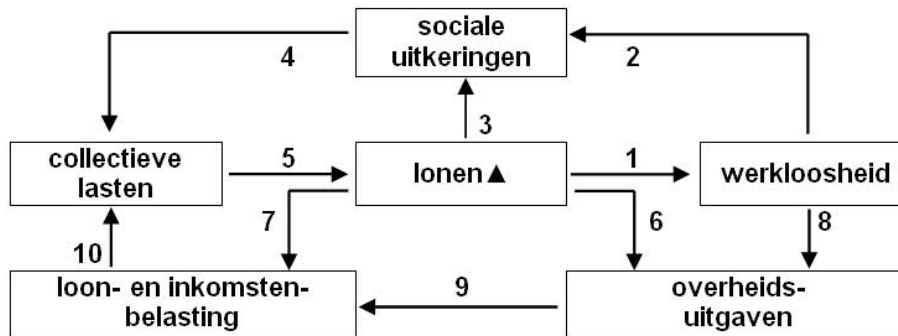 sociale
uitkeringen
4
2
3
collectieve
lasten
5
lonen▲
1
werkloosheid
7
6
8
10
loon- en inkomsten-
belasting
9
overheids-
uitgaven